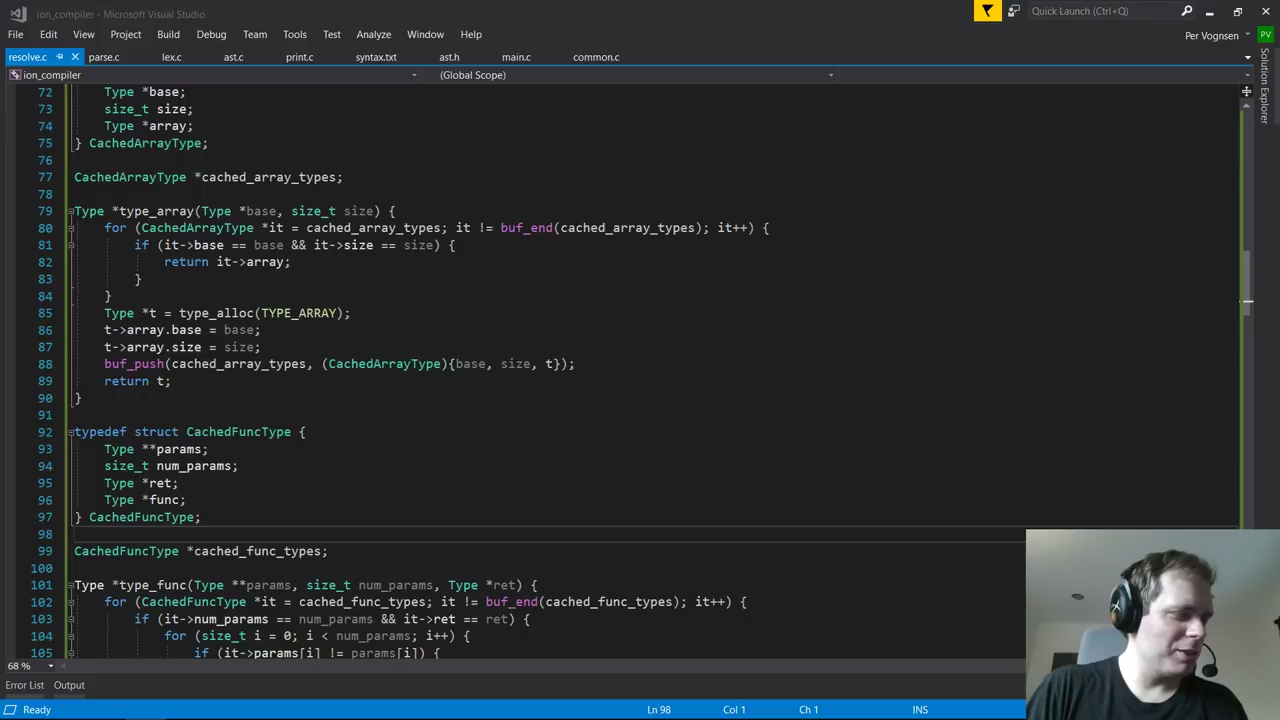 ion_compiler - Microsoft Visual Studio
Quick Launch (Ctrl+Q)
File Edit View Project Build Debug Team Tools Test Analyze Window Help
Per Vognsen PV
resolve.c parse.c lex.c ast.c print.c syntax.txt ast.h main.c common.c
ion_compiler (Global Scope)
Solution Explorer
72 Type *base;
73 size_t size;
74 Type *array;
75 } CachedArrayType;
76
77 CachedArrayType *cached_array_types;
78
79 Type *type_array(Type *base, size_t size) {
80 for (CachedArrayType *it = cached_array_types; it != buf_end(cached_array_types); it++) {
81 if (it->base == base && it->size == size) {
82 return it->array;
83 }
84 }
85 Type *t = type_alloc(TYPE_ARRAY);
86 t->array.base = base;
87 t->array.size = size;
88 buf_push(cached_array_types, (CachedArrayType){base, size, t});
89 return t;
90 }
91
92 typedef struct CachedFuncType {
93 Type **params;
94 size_t num_params;
95 Type *ret;
96 Type *func;
97 } CachedFuncType;
98
99 CachedFuncType *cached_func_types;
100
101 Type *type_func(Type **params, size_t num_params, Type *ret) {
102 for (CachedFuncType *it = cached_func_types; it != buf_end(cached_func_types); it++) {
103 if (it->num_params == num_params && it->ret == ret) {
104 for (size_t i = 0; i < num_params; i++) {
105 if (it->params[i] != params[i]) {
68 %
Error List Output
Ready Ln 98 Col 1 Ch 1 INS